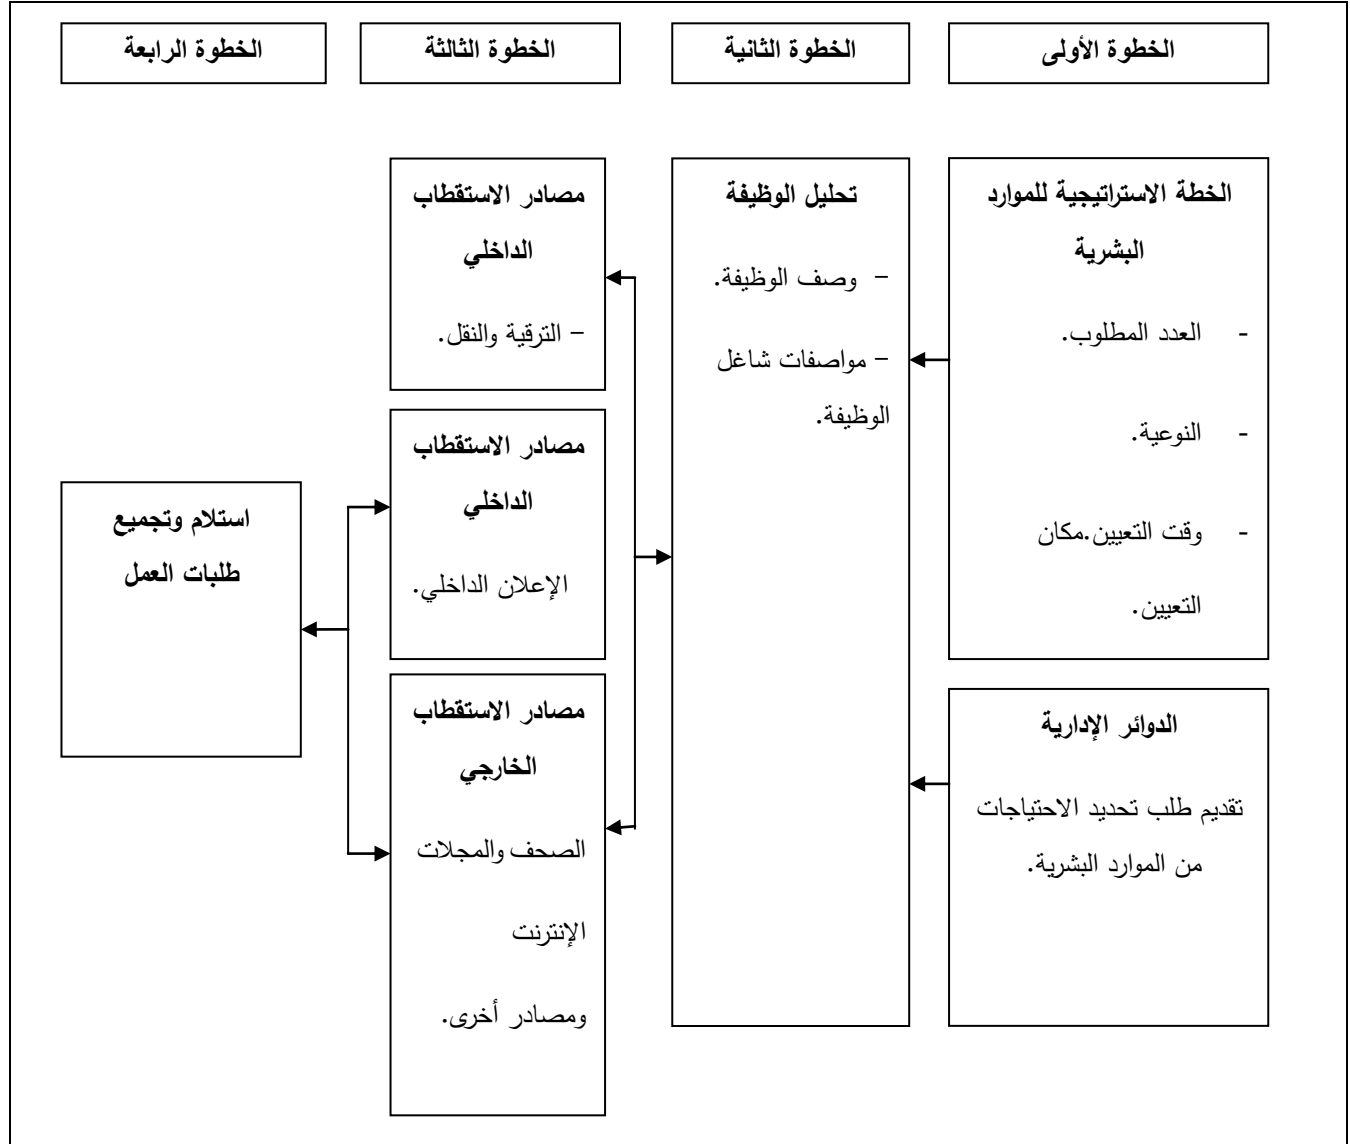 الخطوة الأولى
الخطوة الثانية
الخطوة الثالثة
الخطوة الرابعة
الخطة الاستراتيجية للموارد
البشرية
- العدد المطلوب.
- النوعية.
- وقت التعيين.مكان
التعيين.
الدوائر الإدارية
تقديم طلب تحديد الاحتياجات
من الموارد البشرية.
تحليل الوظيفة
– وصف الوظيفة.
– مواصفات شاغل
الوظيفة.
مصادر الاستقطاب
الداخلي
– الترقية والنقل.
مصادر الاستقطاب
الداخلي
الإعلان الداخلي.
مصادر الاستقطاب
الخارجي
الصحف والمجلات
الإنترنت
ومصادر أخرى.
استلام وتجميع
طلبات العمل